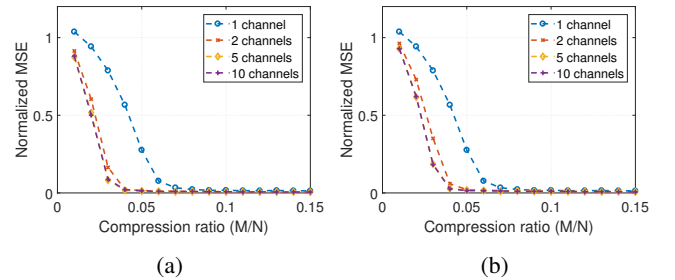 1 channel
2 channels
5 channels
10 channels
Normalized MSE
1
0.5
0
0 0.05 0.1 0.15
Compression ratio (M/N)
(a)
1 channel
2 channels
5 channels
10 channels
Normalized MSE
1
0.5
0
0 0.05 0.1 0.15
Compression ratio (M/N)
(b)